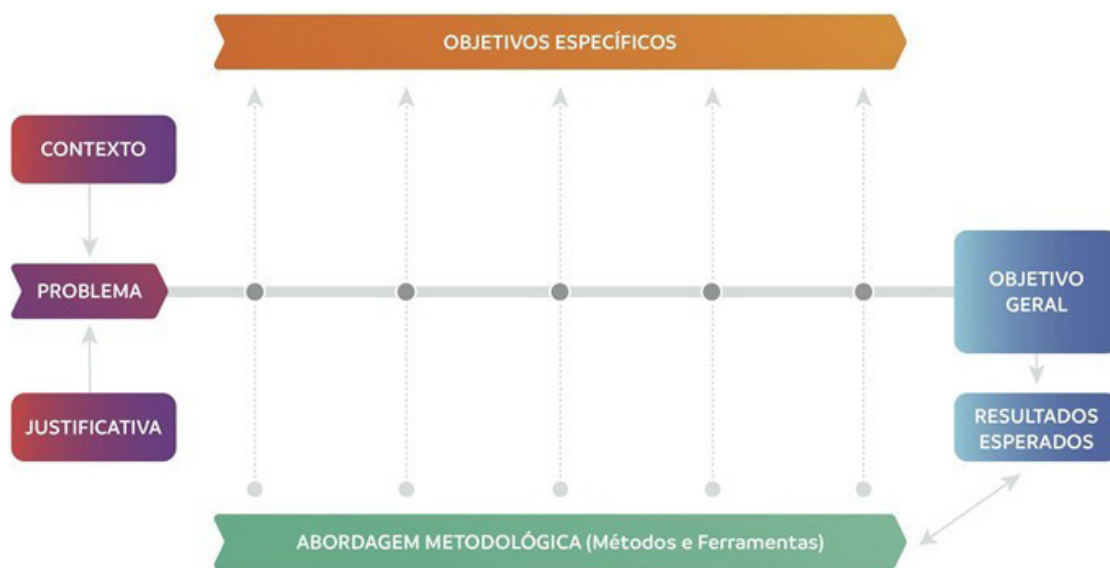 OBJETIVOS ESPECÍFICOS
CONTEXTO
PROBLEMA
OBJETIVO
GERAL
JUSTIFICATIVA
RESULTADOS
ESPERADOS
ABORDAGEM METODOLÓGICA (Métodos e Ferramentas)